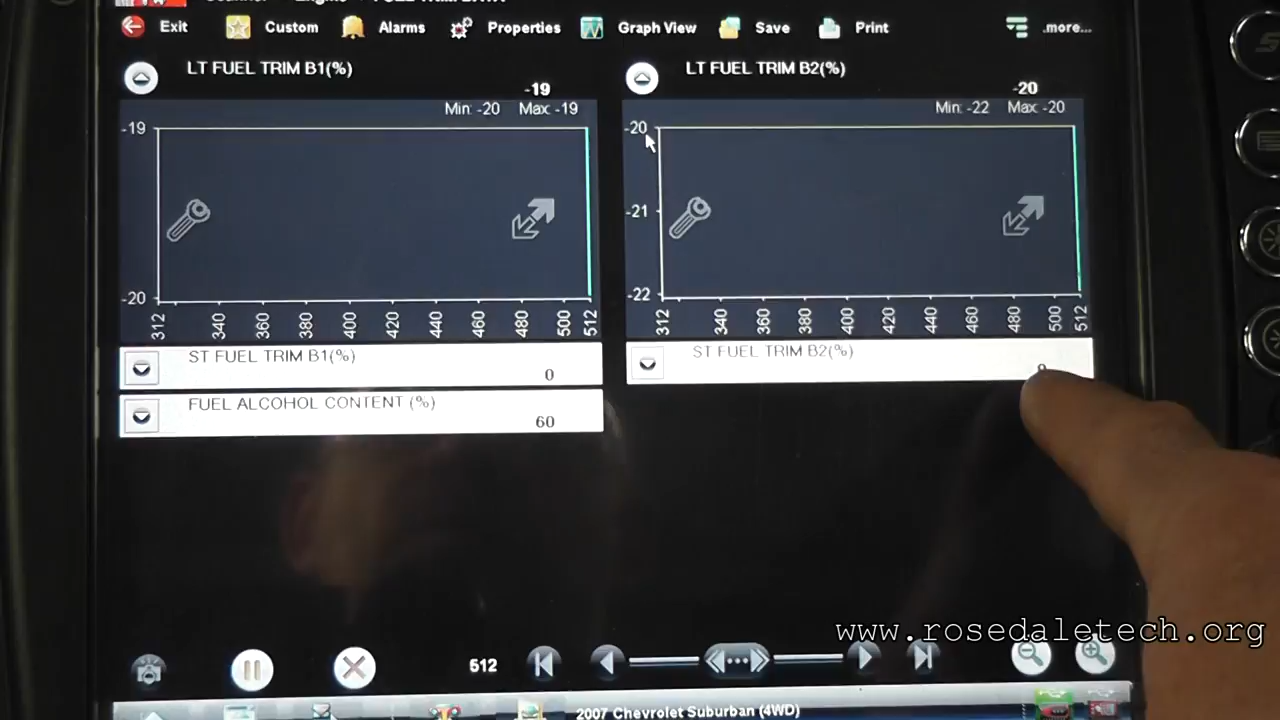 Exit Custom Alarms Properties Graph View Save Print .more...
LT FUEL TRIM B1(%)
-19
Min: -20 Max: -19
-19
-20
312 340 360 380 400 420 440 460 480 500 512
LT FUEL TRIM B2(%)
-20
Min: -22 Max: -20
-20
-21
-22
312 340 360 380 400 420 440 460 480 500 512
ST FUEL TRIM B1(%)
0
ST FUEL TRIM B2(%)
FUEL ALCOHOL CONTENT (%)
60
www.rosedaletech.org
512
2007 Chevrolet Suburban (4WD)